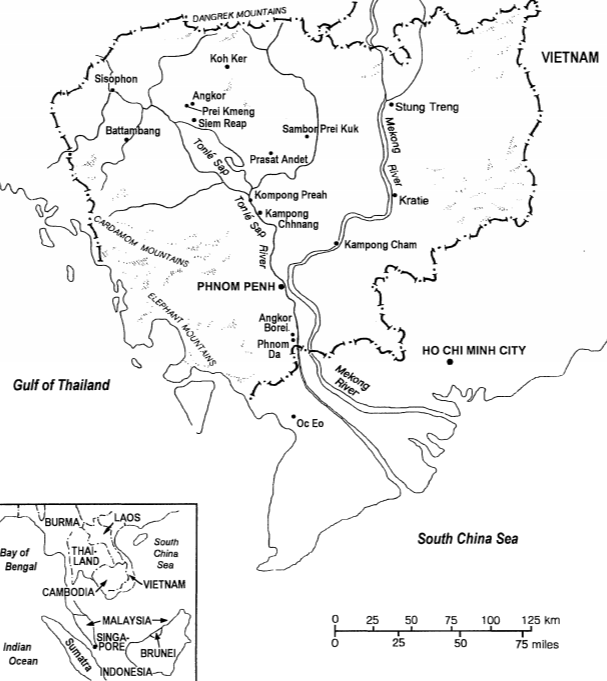 DANGREK MOUNTAINS
VIETNAM
Koh Ker
Sisophon
Angkor
Prei Kmeng
Siem Reap
Stung Treng
Battambang
Sambor Prei Kuk
Mekong
River
Tonlé Sap
Prasat Andet
Kompong Preah
Kratie
Tonlé Sap
River
Kampong
Chhnang
CARDAMOM MOUNTAINS
Kampong Cham
PHNOM PENH
ELEPHANT MOUNTAINS
Angkor
Borei
Phnom
Da
HO CHI MINH CITY
Mekong
River
Gulf of Thailand
Oc Eo
South China Sea
BURMA
LAOS
Bay of
Bengal
THAI-
LAND
South
China
Sea
CAMBODIA
VIETNAM
MALAYSIA
SINGA-
PORE
BRUNEI
Indian
Ocean
Sumatra
INDONESIA
0 25 50 75 100 125 km
0 25 50 75 miles